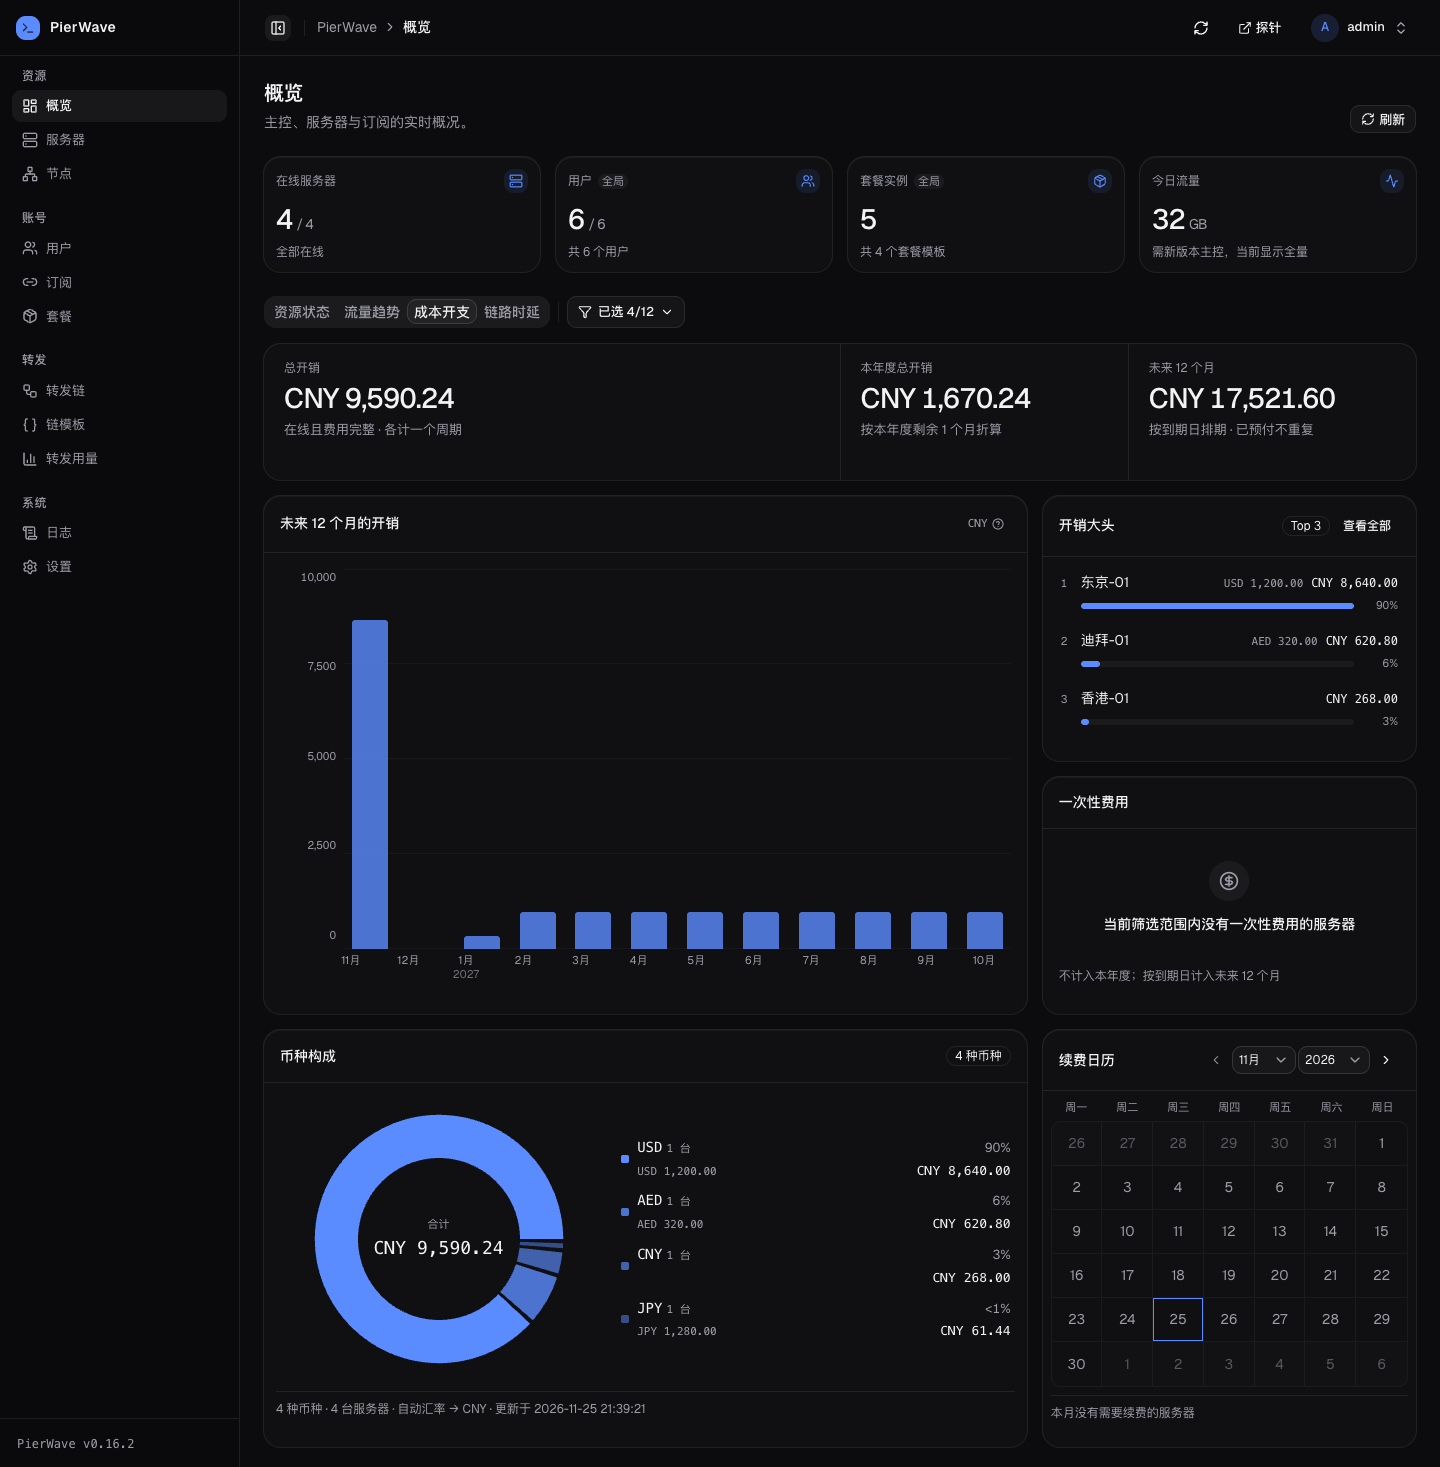 PierWave
PierWave > 概览
探针
A admin
资源
概览
服务器
节点
账号
用户
订阅
套餐
转发
转发链
链模板
转发用量
系统
日志
设置
PierWave v0.16.2
概览
主控、服务器与订阅的实时概况。
刷新
在线服务器
4 / 4
全部在线
用户 全局
6 / 6
共 6 个用户
套餐实例 全局
5
共 4 个套餐模板
今日流量
32 GB
需新版本主控，当前显示全量
资源状态 流量趋势 成本开支 链路时延
已选 4/12
总开销
CNY 9,590.24
在线且费用完整 · 各计一个周期
本年度总开销
CNY 1,670.24
按本年度剩余 1 个月折算
未来 12 个月
CNY 17,521.60
按到期日排期 · 已预付不重复
未来 12 个月的开销
CNY
10,000
7,500
5,000
2,500
0
11月 12月 1月 2月 3月 4月 5月 6月 7月 8月 9月 10月
2027
开销大头
Top 3 查看全部
1 东京-01 USD 1,200.00 CNY 8,640.00
90%
2 迪拜-01 AED 320.00 CNY 620.80
6%
3 香港-01 CNY 268.00
3%
一次性费用
当前筛选范围内没有一次性费用的服务器
不计入本年度；按到期日计入未来 12 个月
币种构成
4 种币种
合计
CNY 9,590.24
USD 1 台 90%
USD 1,200.00 CNY 8,640.00
AED 1 台 6%
AED 320.00 CNY 620.80
CNY 1 台 3%
CNY 268.00
JPY 1 台 <1%
JPY 1,280.00 CNY 61.44
4 种币种 · 4 台服务器 · 自动汇率 → CNY · 更新于 2026-11-25 21:39:21
续费日历
11月 2026
周一 周二 周三 周四 周五 周六 周日
26 27 28 29 30 31 1
2 3 4 5 6 7 8
9 10 11 12 13 14 15
16 17 18 19 20 21 22
23 24 25 26 27 28 29
30 1 2 3 4 5 6
本月没有需要续费的服务器